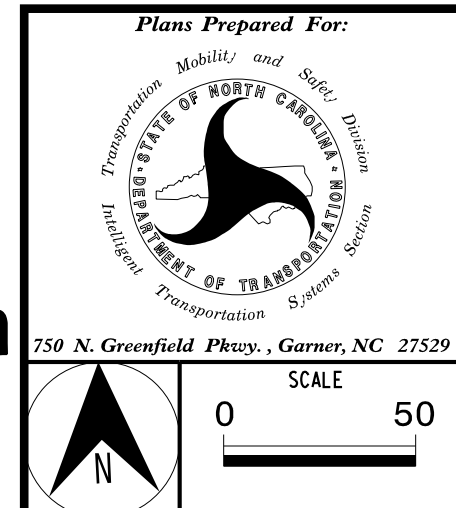 Plans Prepared For:
Transportation Mobility and Safety Division
STATE OF NORTH CAROLINA
DEPARTMENT OF TRANSPORTATION
Intelligent Transportation Systems Section
750 N. Greenfield Pkwy. , Garner, NC 27529
N
SCALE
0 50